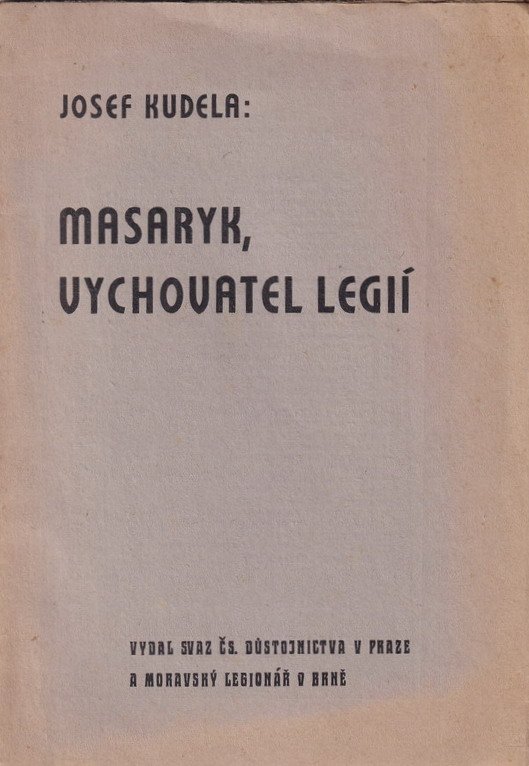 JOSEF KUDELA:
MASARYK,
VYCHOVATEL LEGIÍ
VYDAL SVAZ ČS. DŮSTOJNICTVA V PRAZE
A MORAVSKÝ LEGIONÁŘ V BRNĚ